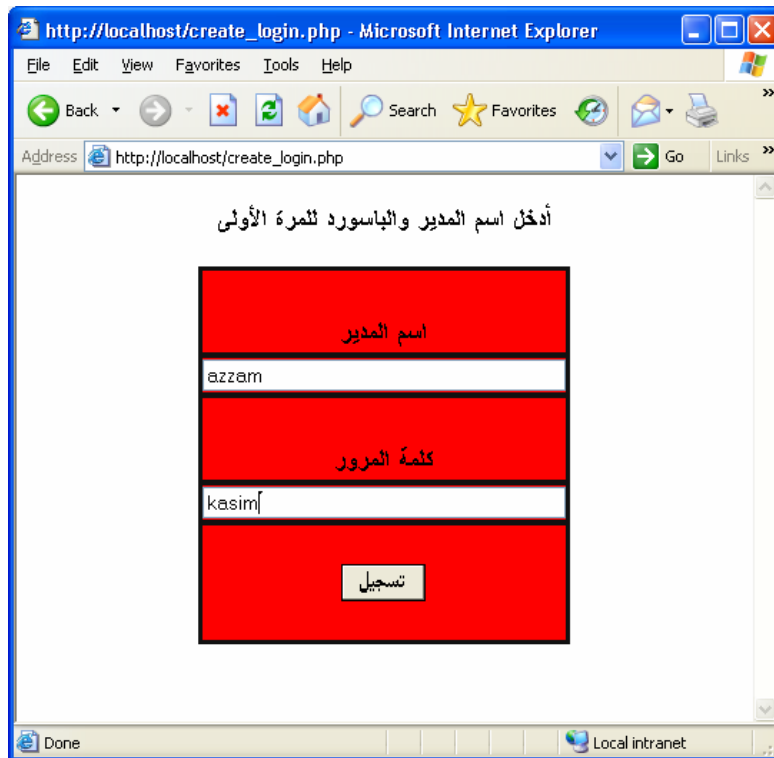 http://localhost/create_login.php - Microsoft Internet Explorer
File Edit View Favorites Tools Help
Back Search Favorites
Address http://localhost/create_login.php Go Links
أدخل اسم المدير والباسورد للمرة الأولى
اسم المدير
azzam
كلمة المرور
kasim
تسجيل
Done Local intranet